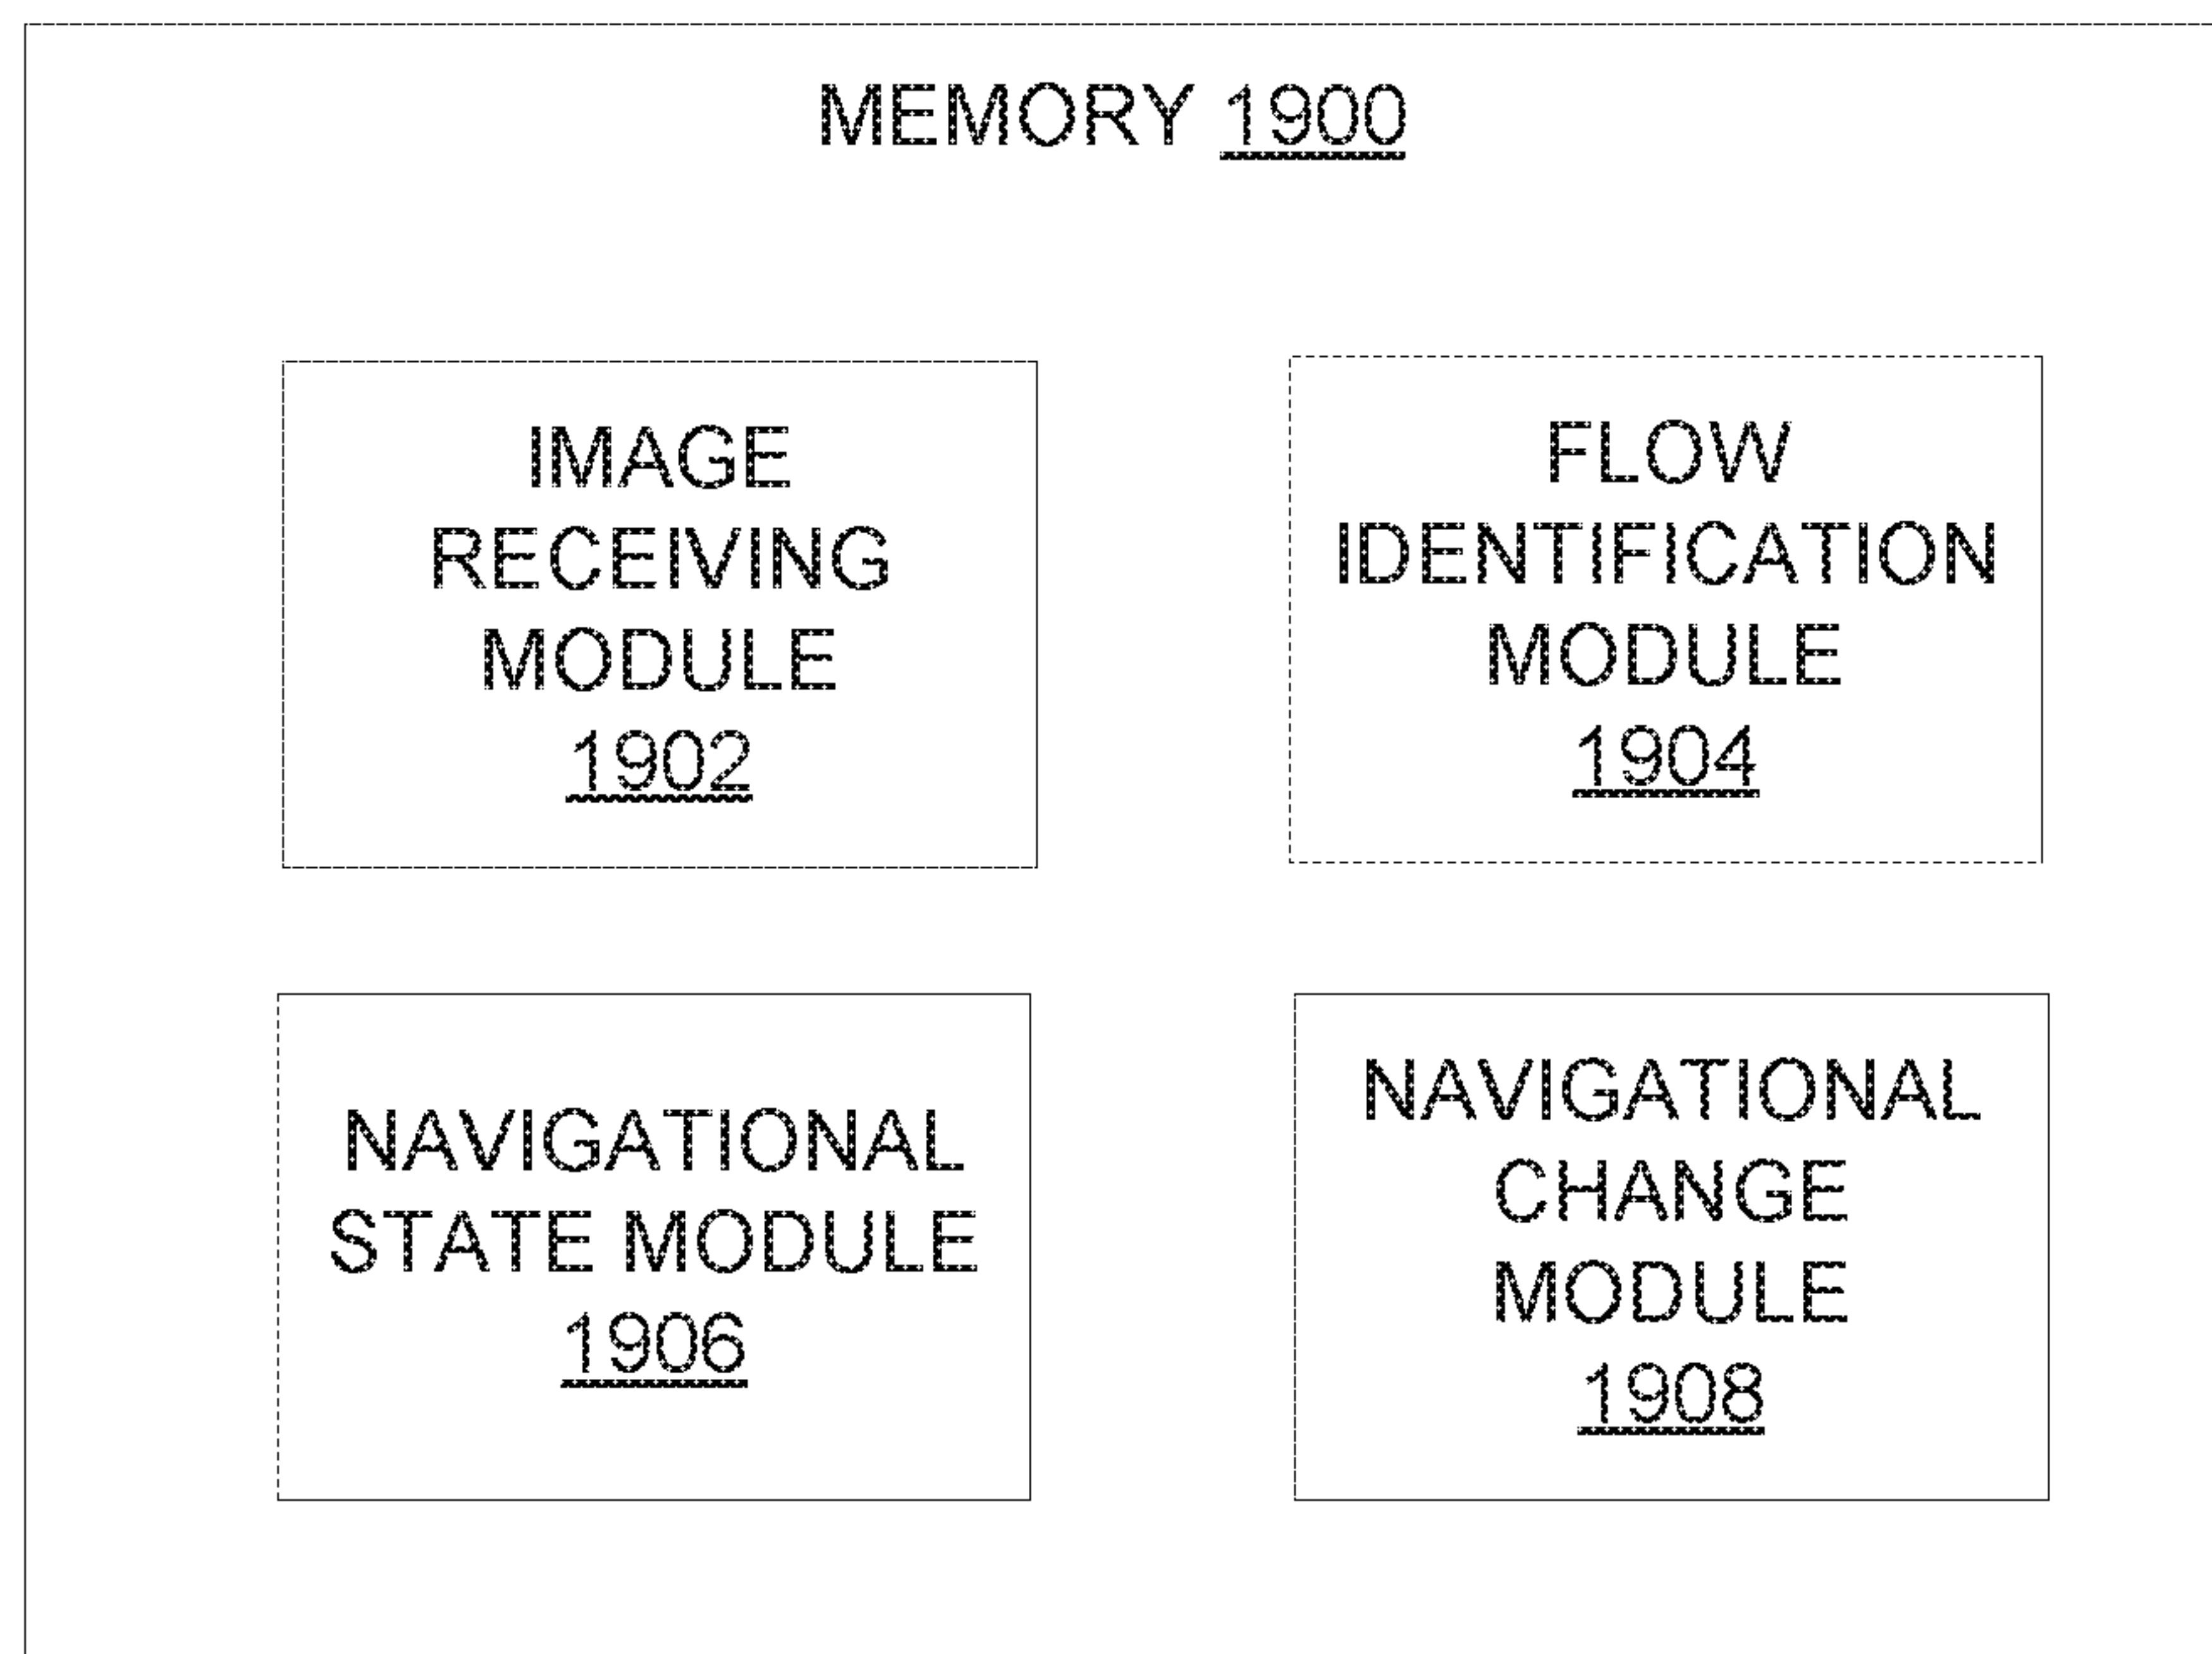 MEMORY 1900
IMAGE
RECEIVING
MODULE
1902
FLOW
IDENTIFICATION
MODULE
1904
NAVIGATIONAL
STATE MODULE
1906
NAVIGATIONAL
CHANGE
MODULE
1908